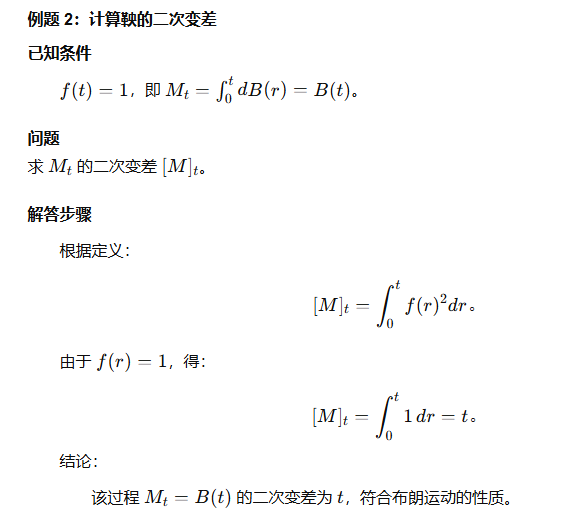 例题 2：计算鞅的二次变差
已知条件
f(t) = 1，即 M_t = ∫_0^t dB(r) = B(t)。
问题
求 M_t 的二次变差 [M]_t。
解答步骤
根据定义：
[M]_t = ∫_0^t f(r)^2 dr。
由于 f(r) = 1，得：
[M]_t = ∫_0^t 1 dr = t。
结论：
该过程 M_t = B(t) 的二次变差为 t，符合布朗运动的性质。